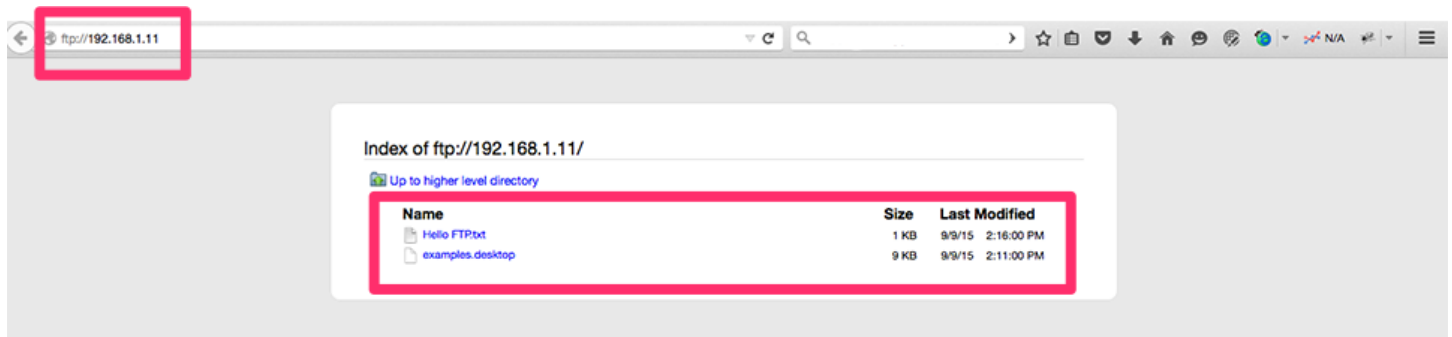 ftp://192.168.1.11
N/A
Index of ftp://192.168.1.11/
Up to higher level directory
Name Size Last Modified
Hello FTP.txt 1 KB 9/9/15 2:16:00 PM
examples.desktop 9 KB 9/9/15 2:11:00 PM